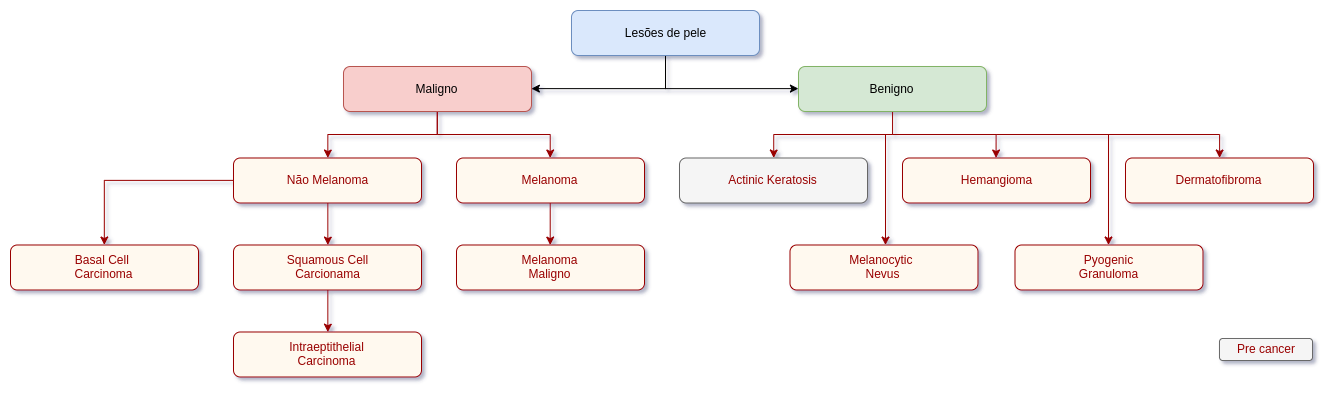 Lesões de pele
Maligno
Benigno
Não Melanoma
Melanoma
Actinic Keratosis
Hemangioma
Dermatofibroma
Basal Cell
Carcinoma
Squamous Cell
Carcionama
Melanoma
Maligno
Melanocytic
Nevus
Pyogenic
Granuloma
Intraeptithelial
Carcinoma
Pre cancer